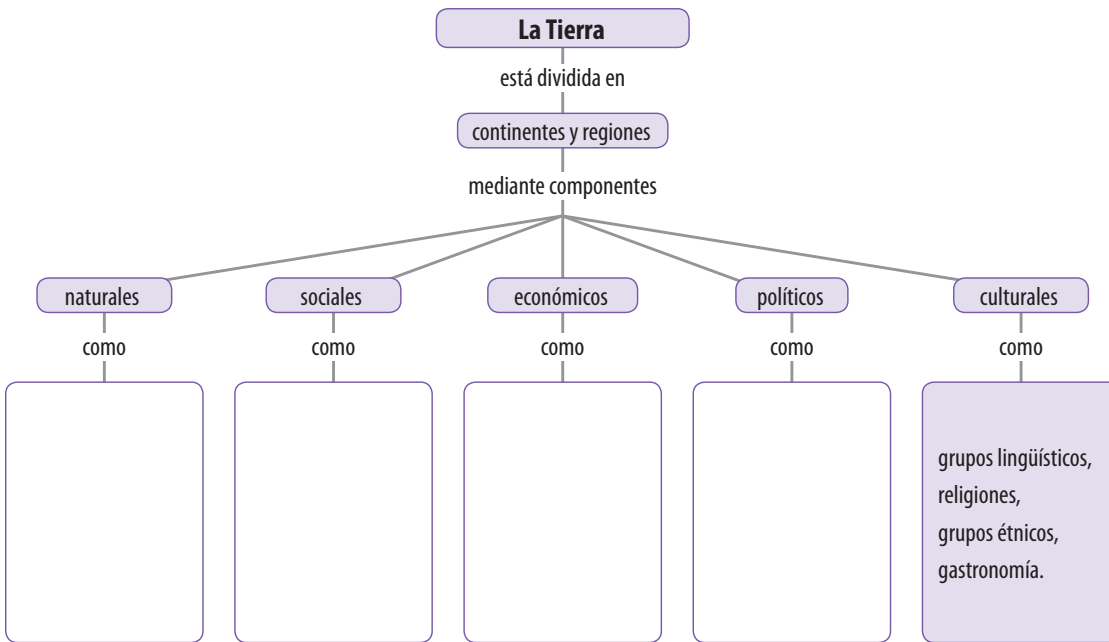 La Tierra
está dividida en
continentes y regiones
mediante componentes
naturales
sociales
económicos
políticos
culturales
como
como
como
como
como
grupos lingüísticos,
religiones,
grupos étnicos,
gastronomía.